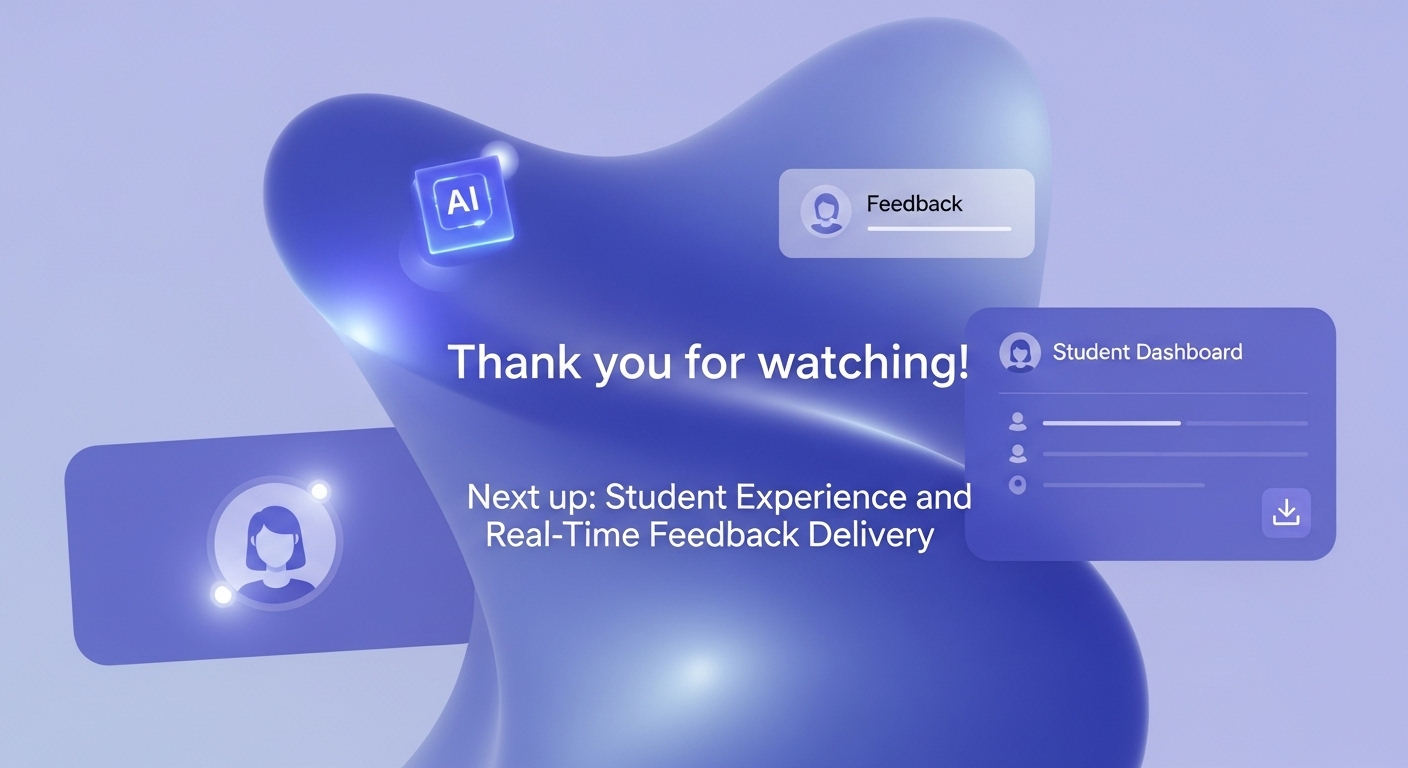 AI
Feedback
Thank you for watching!
Student Dashboard
Next up: Student Experience and
Real-Time Feedback Delivery